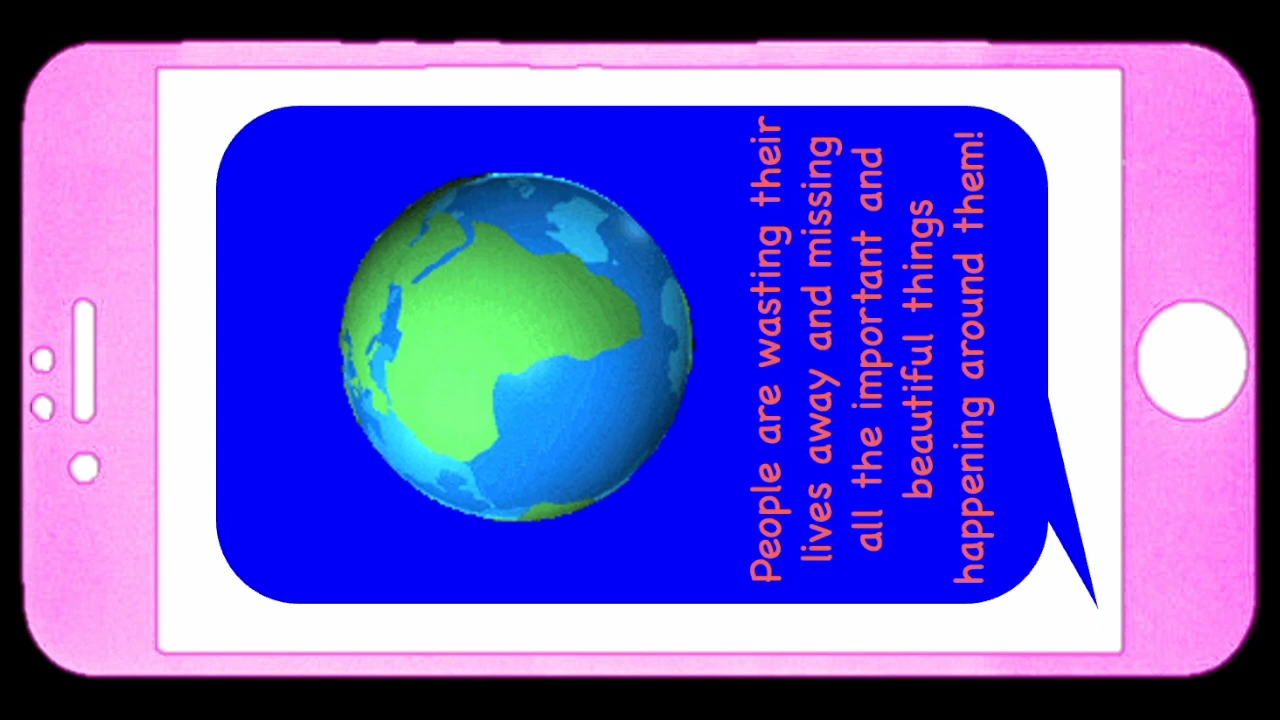 People are wasting their
lives away and missing
all the important and
beautiful things
happening around them!